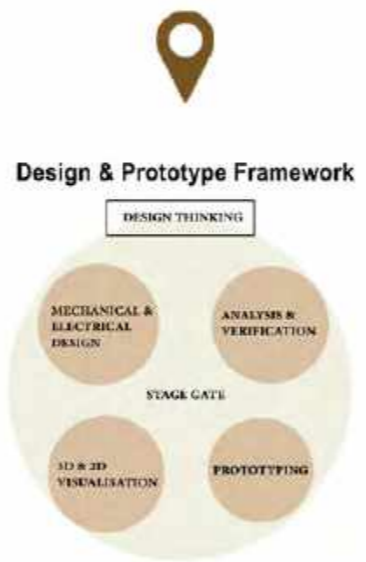 Design & Prototype Framework
DESIGN THINKING
MECHANICAL &
ELECTRICAL
DESIGN
ANALYSIS &
VERIFICATION
STAGE GATE
3D & 2D
VISUALISATION
PROTOTYPING